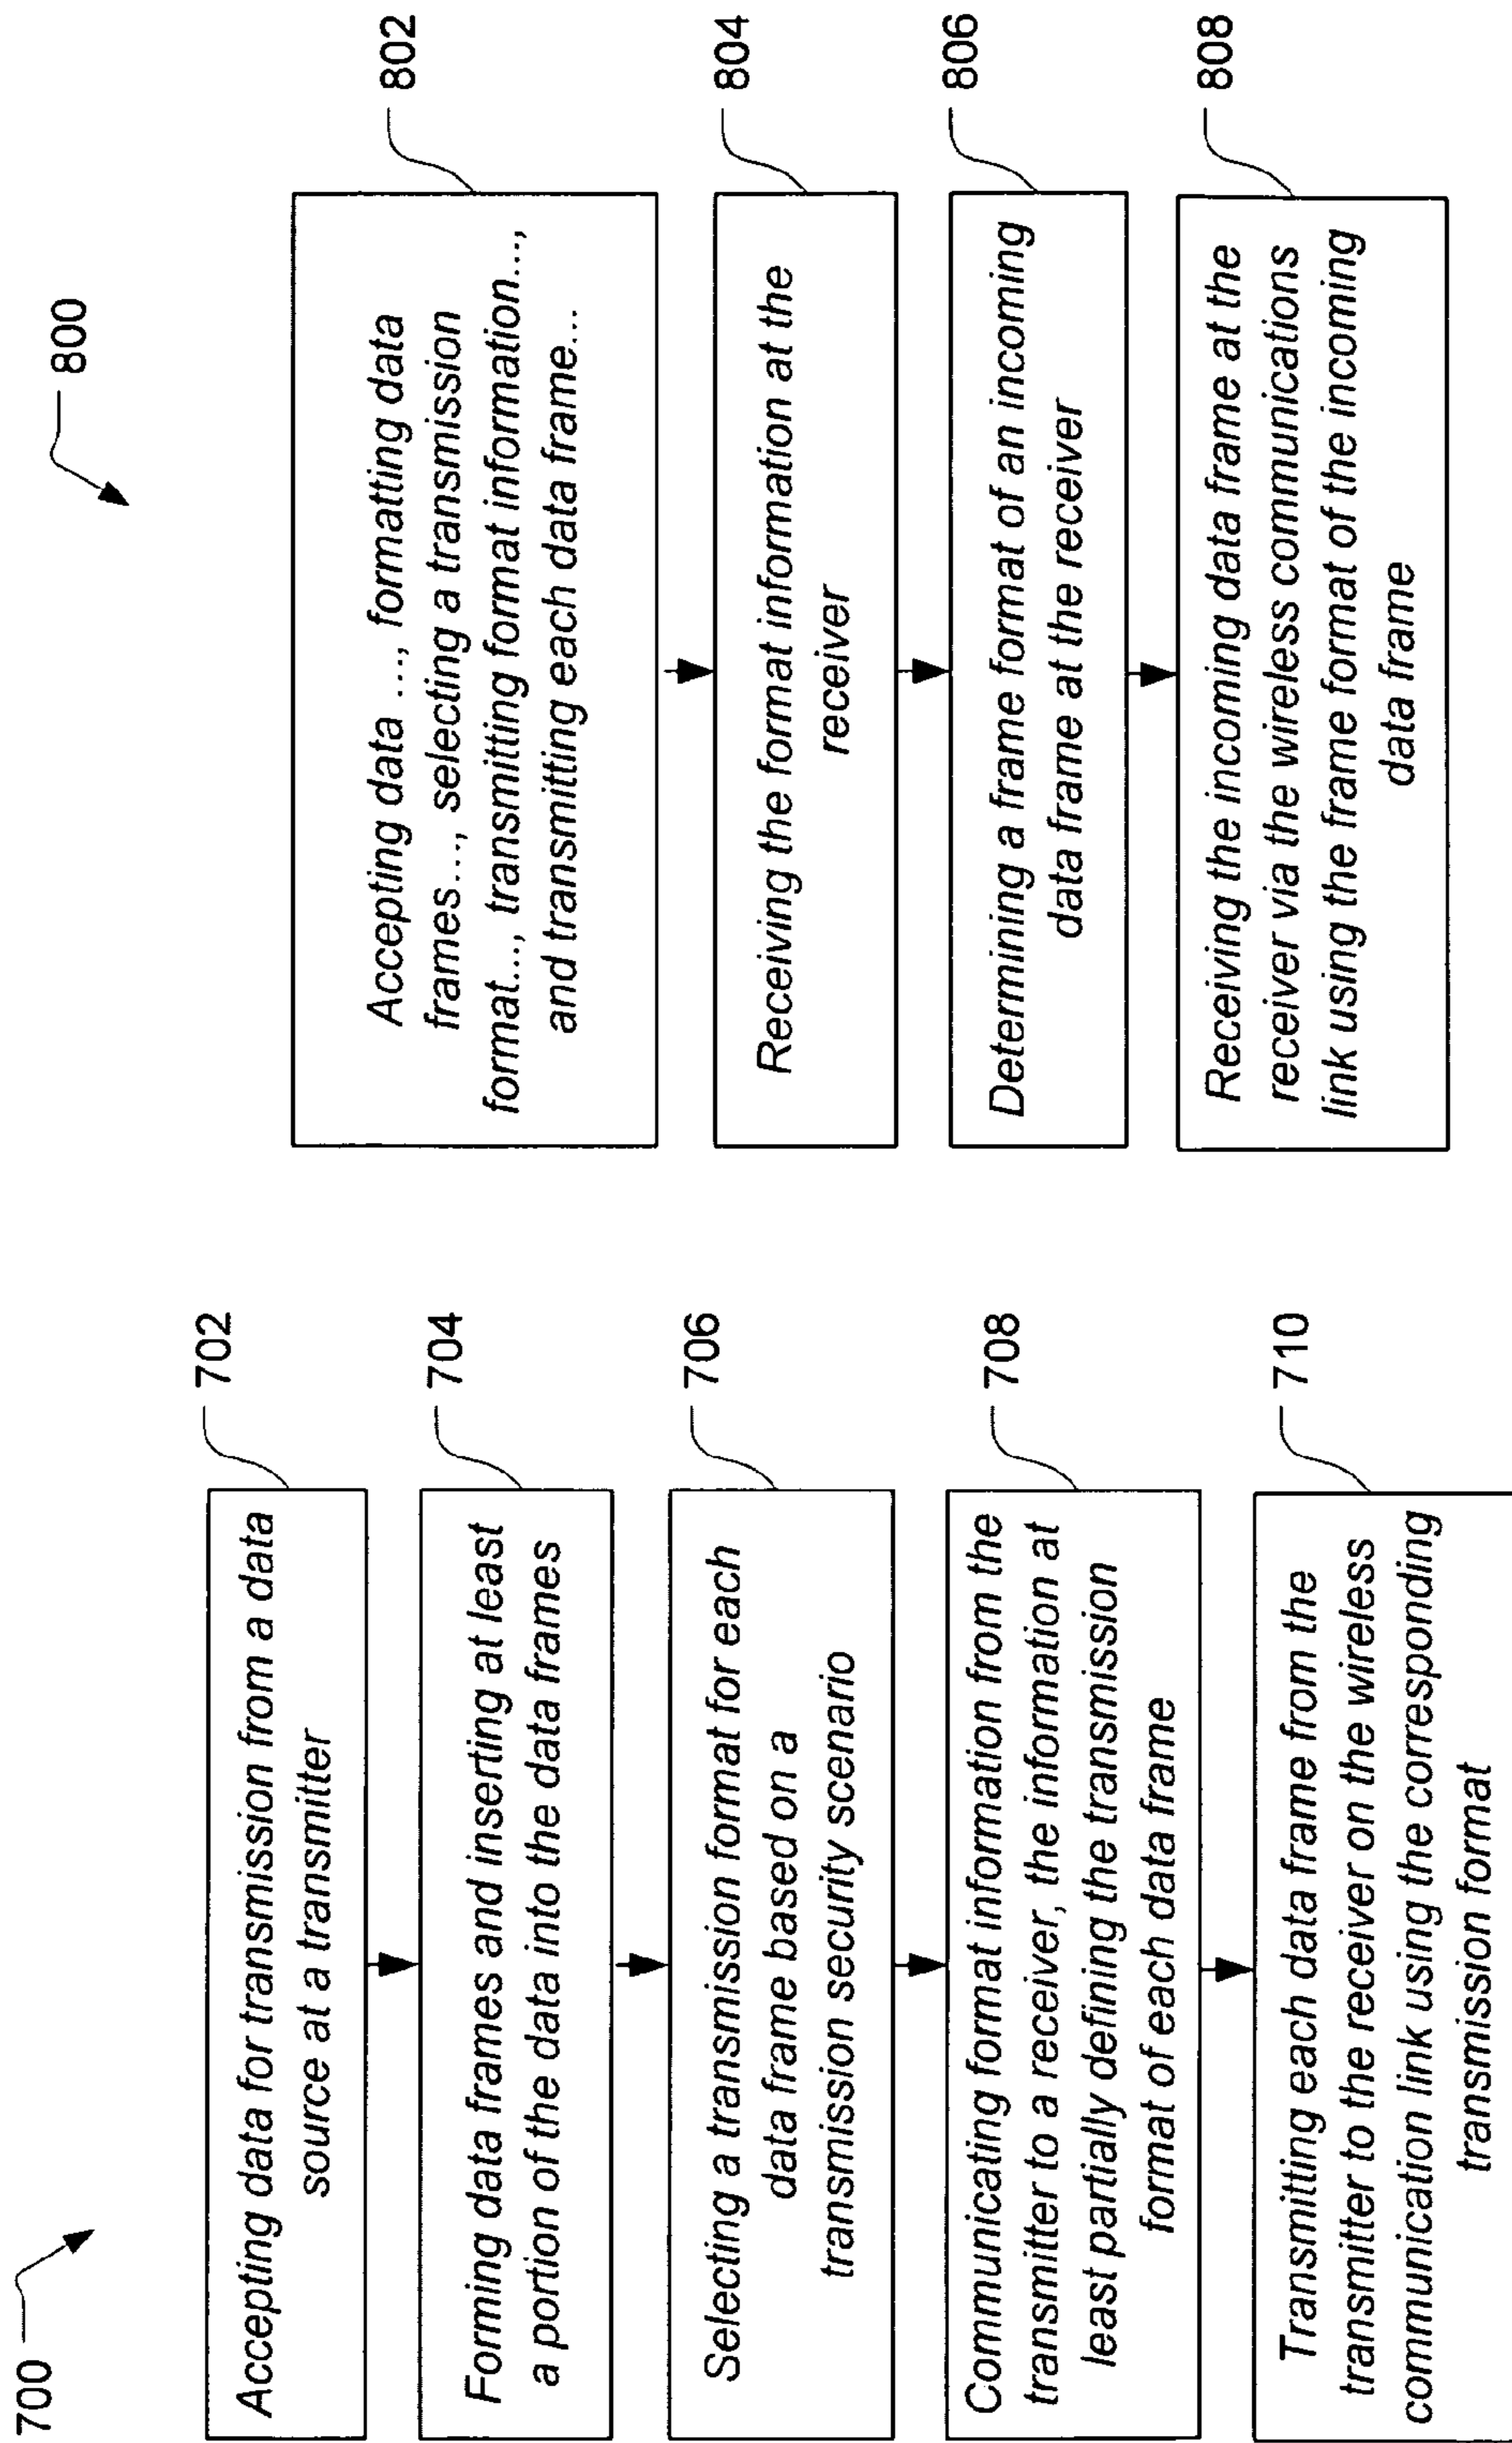 700
Accepting data for transmission from a data
source at a transmitter
702
Forming data frames and inserting at least
a portion of the data into the data frames
704
Selecting a transmission format for each
data frame based on a
transmission security scenario
706
Communicating format information from the
transmitter to a receiver, the information at
least partially defining the transmission
format of each data frame
708
Transmitting each data frame from the
transmitter to the receiver on the wireless
communication link using the corresponding
transmission format
710
800
Accepting data ..., formatting data
frames..., selecting a transmission
format..., transmitting format information...,
and transmitting each data frame...
802
Receiving the format information at the
receiver
804
Determining a frame format of an incoming
data frame at the receiver
806
Receiving the incoming data frame at the
receiver via the wireless communications
link using the frame format of the incoming
data frame
808